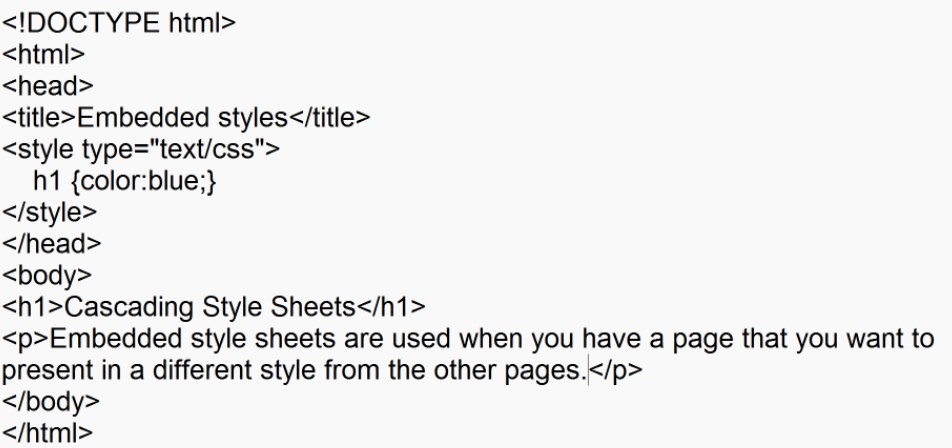 <!DOCTYPE html>
<html>
<head>
<title>Embedded styles</title>
<style type="text/css">
h1 {color:blue;}
</style>
</head>
<body>
<h1>Cascading Style Sheets</h1>
<p>Embedded style sheets are used when you have a page that you want to
present in a different style from the other pages.</p>
</body>
</html>